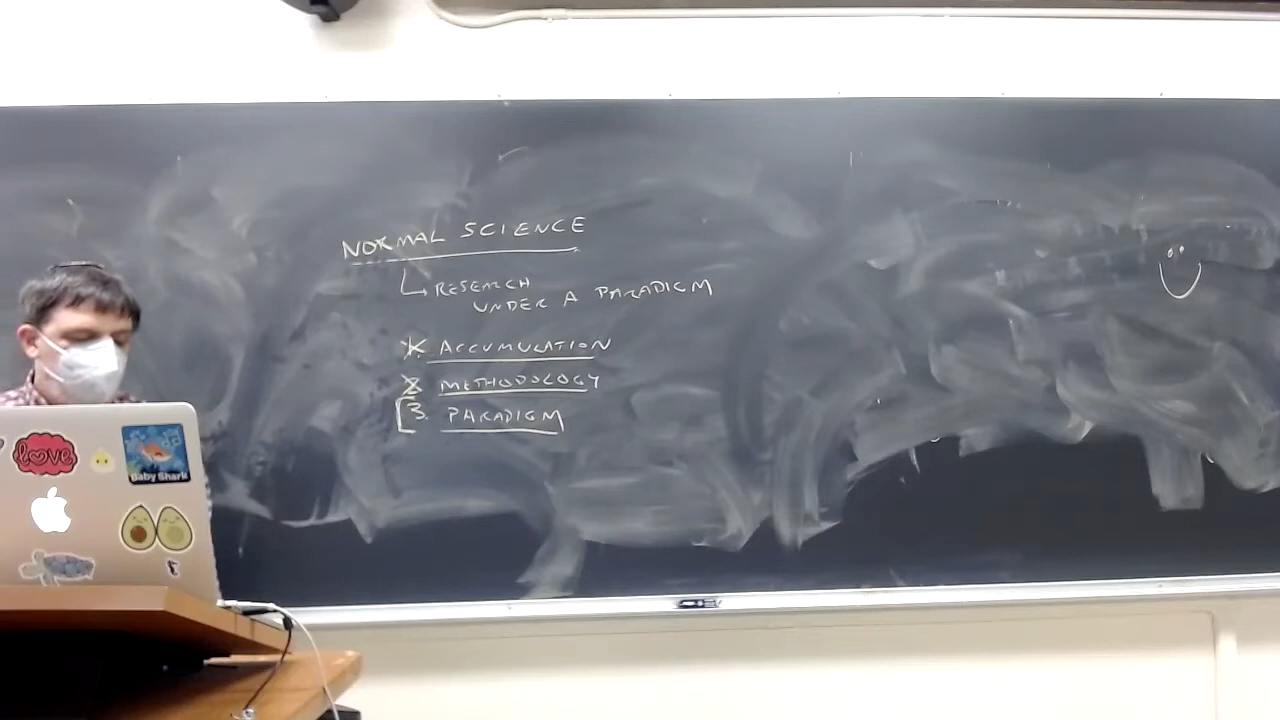 NORMAL SCIENCE
RESEARCH
UNDER A PARADIGM
1. ACCUMULATION
2. METHODOLOGY
3. PARADIGM
love
Baby Shark